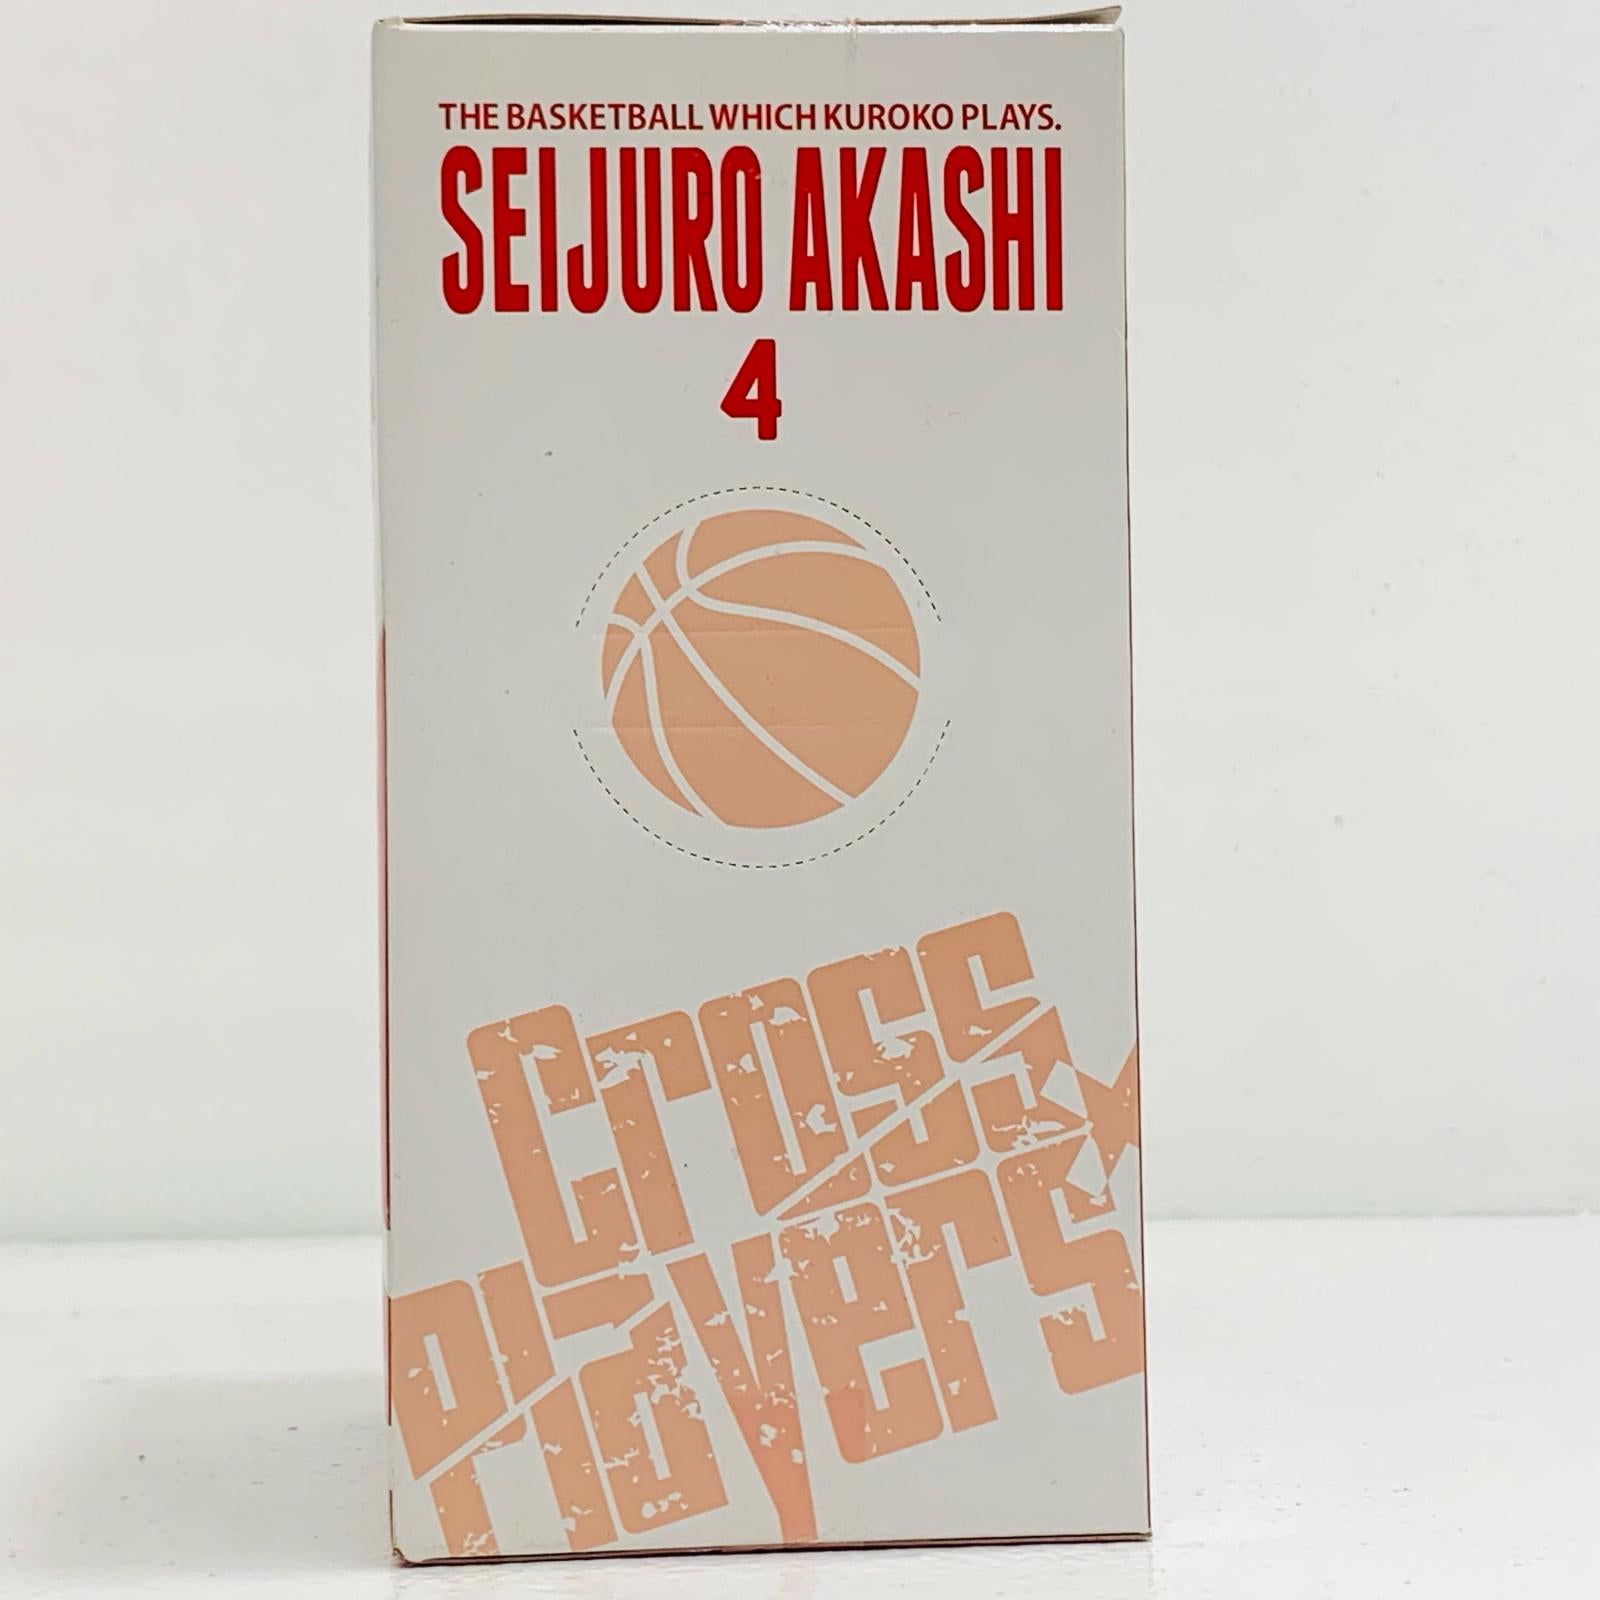 THE BASKETBALL WHICH KUROKO PLAYS.
SEIJURO AKASHI
4
Cross
Players